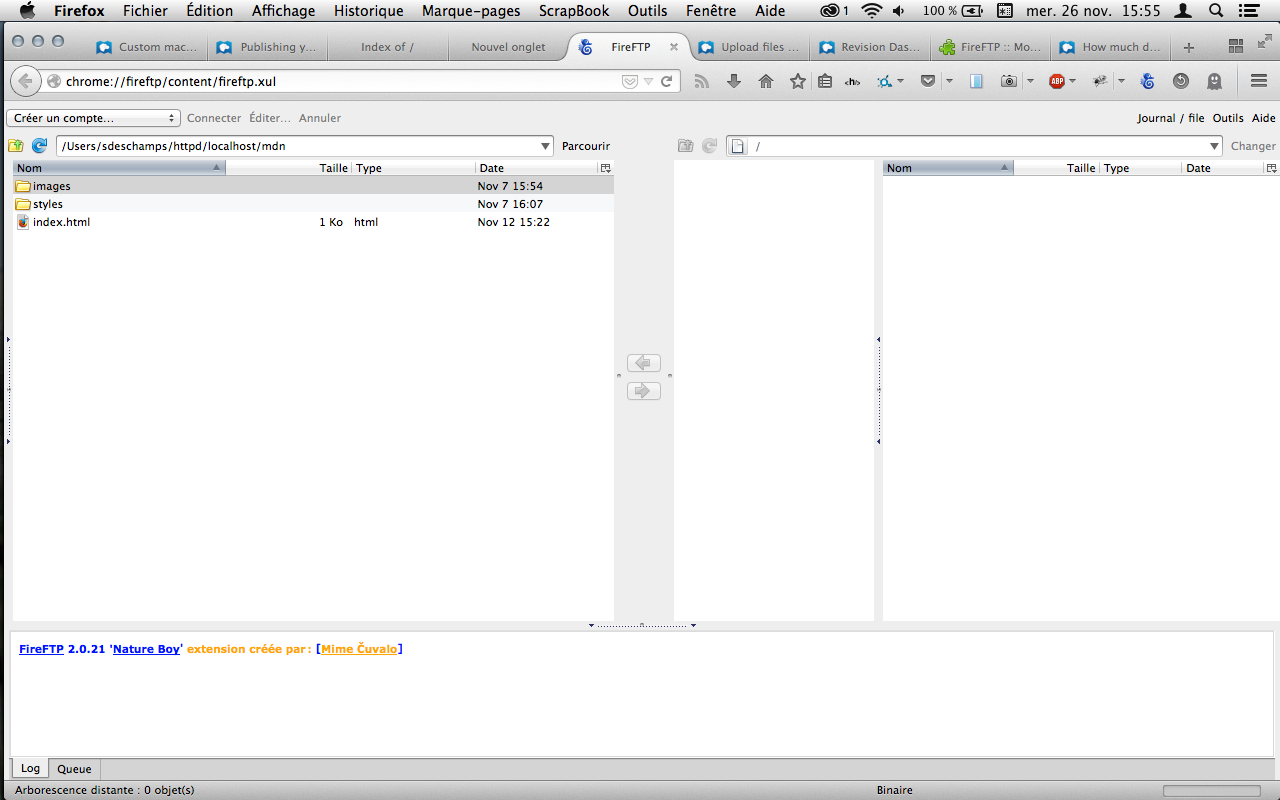 Firefox Fichier Édition Affichage Historique Marque-pages ScrapBook Outils Fenêtre Aide 1 100 % mer. 26 nov. 15:55
Custom mac... Publishing y... Index of / Nouvel onglet FireFTP Upload files ... Revision Das... FireFTP :: Mo... How much d...
chrome://fireftp/content/fireftp.xul <h> ABP
Créer un compte... Connecter Éditer... Annuler Journal / file Outils Aide
/Users/sdeschamps/httpd/localhost/mdn Parcourir / Changer
Nom Taille Type Date Nom Taille Type Date
images Nov 7 15:54
styles Nov 7 16:07
index.html 1 Ko html Nov 12 15:22
FireFTP 2.0.21 'Nature Boy' extension créée par : [Mime Čuvalo]
Log Queue
Arborescence distante : 0 objet(s) Binaire